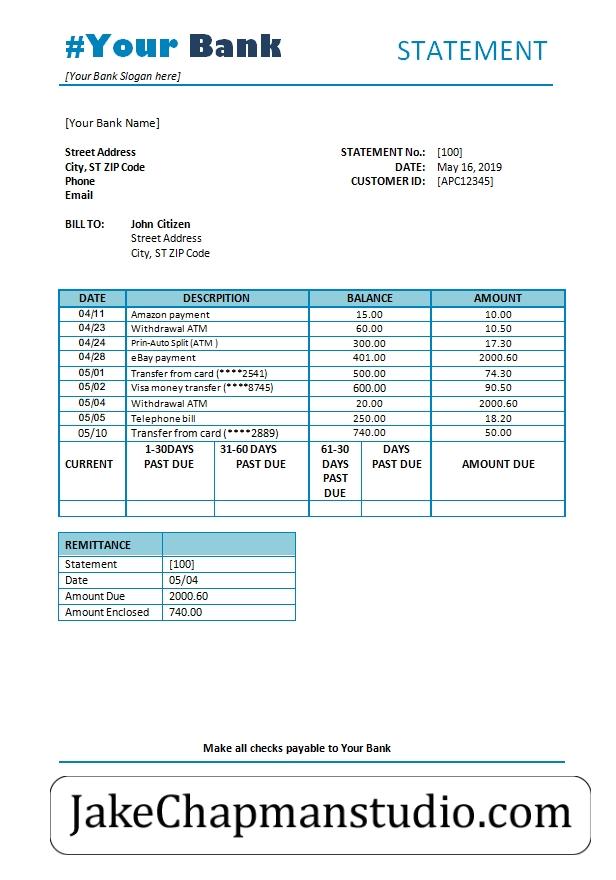 #Your Bank
STATEMENT
[Your Bank Slogan here]
[Your Bank Name]
Street Address
City, ST ZIP Code
Phone
Email
STATEMENT No.: [100]
DATE: May 16, 2019
CUSTOMER ID: [APC12345]
BILL TO: John Citizen
Street Address
City, ST ZIP Code
DATE DESCRPITION BALANCE AMOUNT
04/11 Amazon payment 15.00 10.00
04/23 Withdrawal ATM 60.00 10.50
04/24 Prin-Auto Split (ATM ) 300.00 17.30
04/28 eBay payment 401.00 2000.60
05/01 Transfer from card (****2541) 500.00 74.30
05/02 Visa money transfer (****8745) 600.00 90.50
05/04 Withdrawal ATM 20.00 2000.60
05/05 Telephone bill 250.00 18.20
05/10 Transfer from card (****2889) 740.00 50.00
CURRENT
1-30DAYS
PAST DUE
31-60 DAYS
PAST DUE
61-30
DAYS
PAST
DUE
DAYS
PAST DUE
AMOUNT DUE
REMITTANCE
Statement [100]
Date 05/04
Amount Due 2000.60
Amount Enclosed 740.00
Make all checks payable to Your Bank
JakeChapmanstudio.com